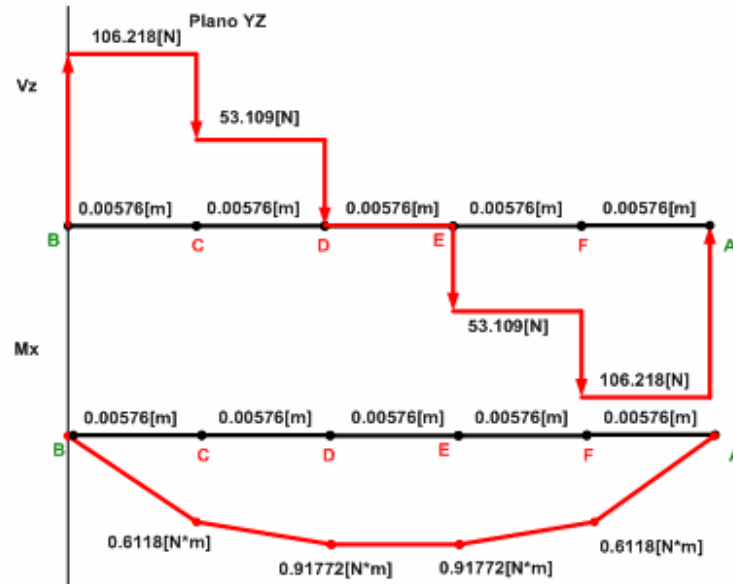 Plano YZ
106.218[N]
Vz
53.109[N]
0.00576[m] 0.00576[m] 0.00576[m] 0.00576[m] 0.00576[m]
B C D E F A
53.109[N]
Mx
106.218[N]
0.00576[m] 0.00576[m] 0.00576[m] 0.00576[m] 0.00576[m]
B C D E F A
0.6118[N*m] 0.6118[N*m]
0.91772[N*m] 0.91772[N*m]